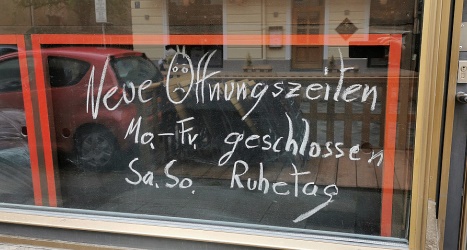 Neue Öffnungszeiten
Mo.-Fr. geschlossen
Sa.So. Ruhetag